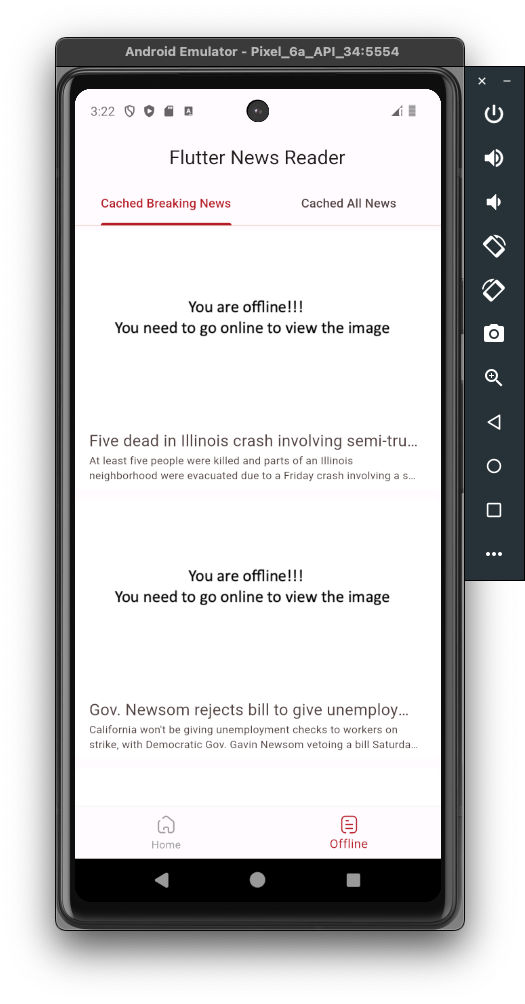 Android Emulator - Pixel_6a_API_34:5554
3:22
Flutter News Reader
Cached Breaking News
Cached All News
You are offline!!!
You need to go online to view the image
Five dead in Illinois crash involving semi-tru...
At least five people were killed and parts of an Illinois
neighborhood were evacuated due to a Friday crash involving a s...
You are offline!!!
You need to go online to view the image
Gov. Newsom rejects bill to give unemploy...
California won't be giving unemployment checks to workers on
strike, with Democratic Gov. Gavin Newsom vetoing a bill Saturda...
Home
Offline